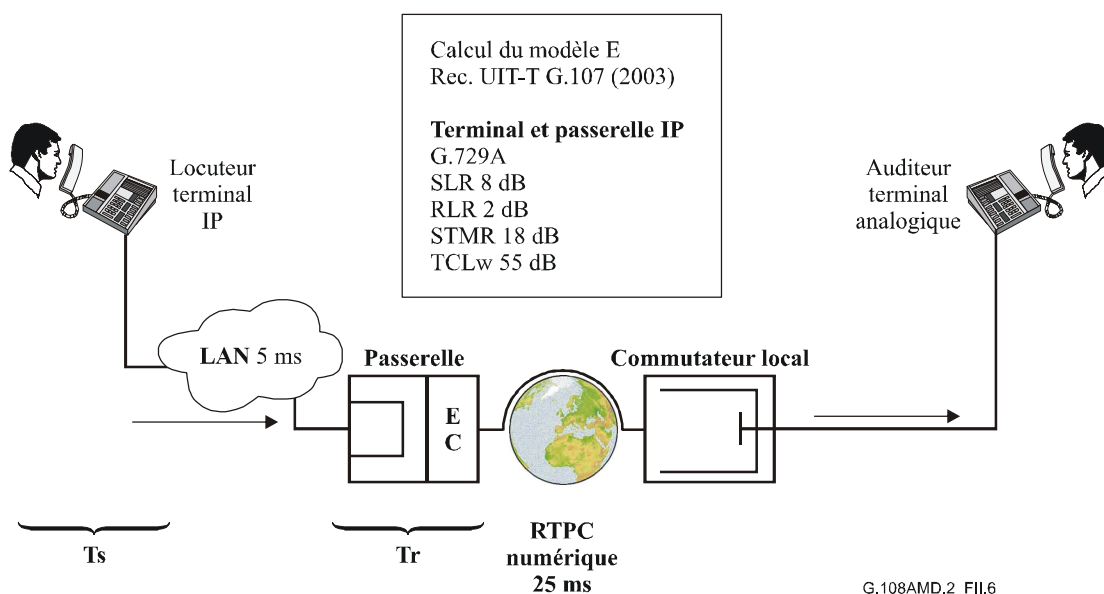 Calcul du modèle E
Rec. UIT-T G.107 (2003)
Terminal et passerelle IP
G.729A
SLR 8 dB
RLR 2 dB
STMR 18 dB
TCLw 55 dB
Locuteur
terminal
IP
Auditeur
terminal
analogique
LAN 5 ms
Passerelle
Commutateur local
E
C
Ts
Tr
RTPC
numérique
25 ms
G.108AMD.2_FII.6